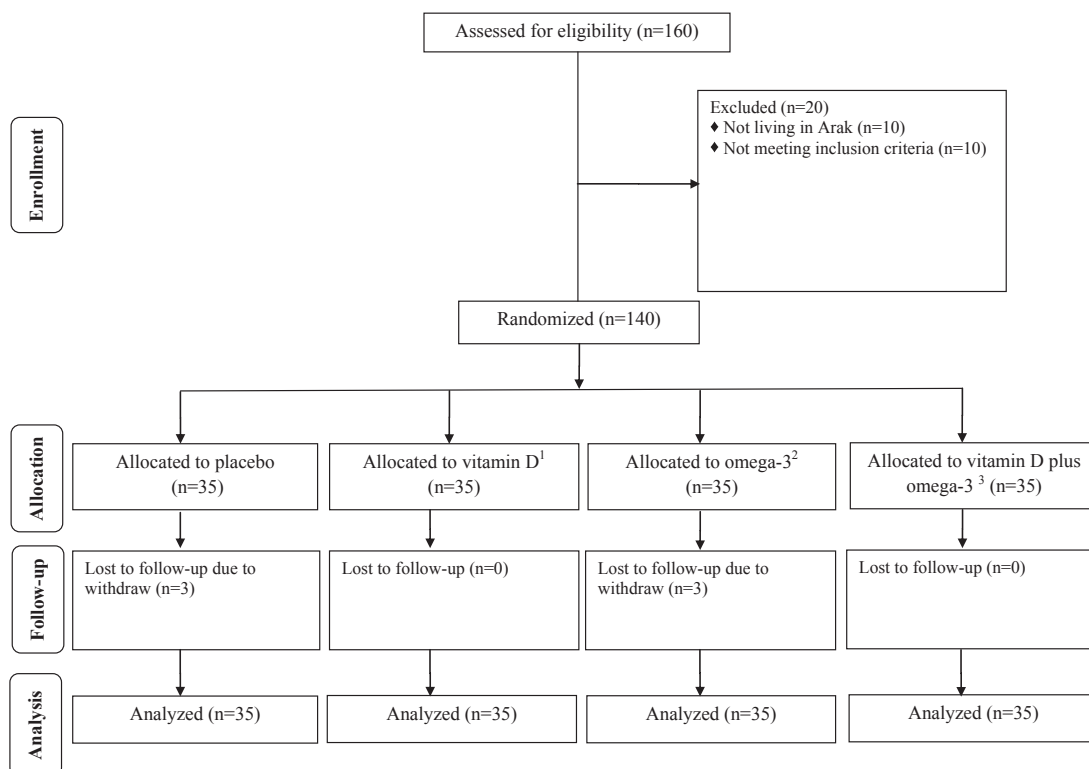 Assessed for eligibility (n=160)
Enrollment
Excluded (n=20)
♦ Not living in Arak (n=10)
♦ Not meeting inclusion criteria (n=10)
Randomized (n=140)
Allocation
Allocated to placebo
(n=35)
Allocated to vitamin D¹
(n=35)
Allocated to omega-3²
(n=35)
Allocated to vitamin D plus
omega-3 ³ (n=35)
Follow-up
Lost to follow-up due to
withdraw (n=3)
Lost to follow-up (n=0)
Lost to follow-up due to
withdraw (n=3)
Lost to follow-up (n=0)
Analysis
Analyzed (n=35)
Analyzed (n=35)
Analyzed (n=35)
Analyzed (n=35)